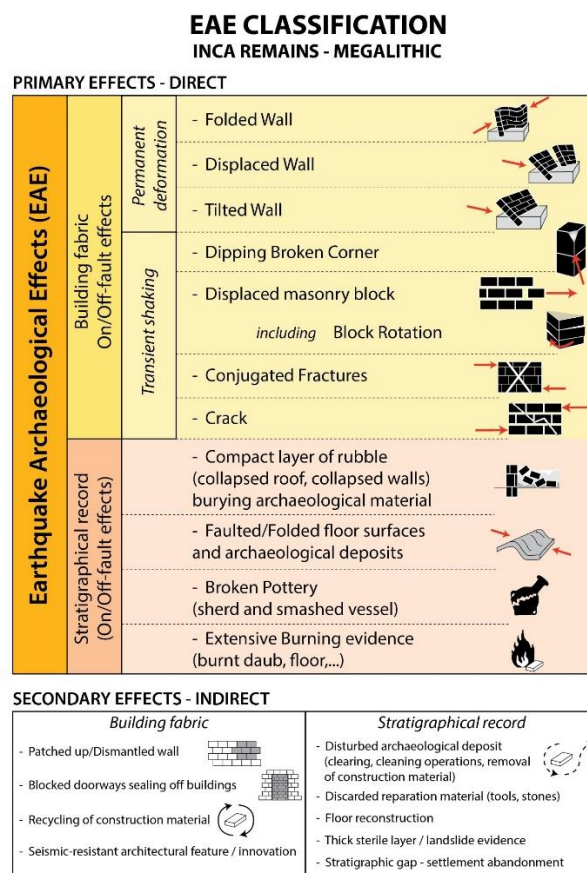 EAE CLASSIFICATION
INCA REMAINS - MEGALITHIC
PRIMARY EFFECTS - DIRECT
Earthquake Archaeological Effects (EAE)
Building fabric
On/Off-fault effects
Permanent
deformation
- Folded Wall
- Displaced Wall
- Tilted Wall
Transient shaking
- Dipping Broken Corner
- Displaced masonry block
including Block Rotation
- Conjugated Fractures
- Crack
Stratigraphical record
(On/Off-fault effects)
- Compact layer of rubble
(collapsed roof, collapsed walls)
burying archaeological material
- Faulted/Folded floor surfaces
and archaeological deposits
- Broken Pottery
(sherd and smashed vessel)
- Extensive Burning evidence
(burnt daub, floor,...)
SECONDARY EFFECTS - INDIRECT
Building fabric
- Patched up/Dismantled wall
- Blocked doorways sealing off buildings
- Recycling of construction material
- Seismic-resistant architectural feature / innovation
Stratigraphical record
- Disturbed archaeological deposit
(clearing, cleaning operations, removal
of construction material)
- Discarded reparation material (tools, stones)
- Floor reconstruction
- Thick sterile layer / landslide evidence
- Stratigraphic gap - settlement abandonment